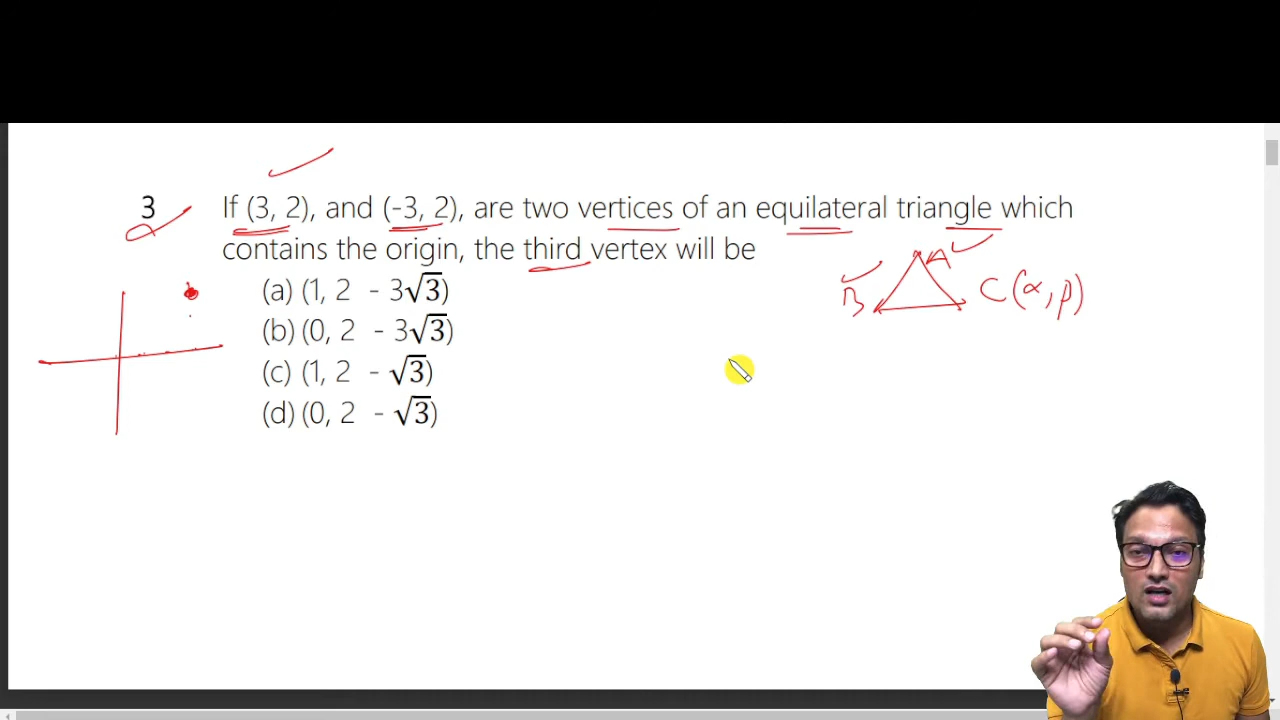 3 If (3, 2), and (-3, 2), are two vertices of an equilateral triangle which
contains the origin, the third vertex will be
(a) (1, 2 - 3√3)
(b) (0, 2 - 3√3)
(c) (1, 2 - √3)
(d) (0, 2 - √3)
A
B
C (α, β)